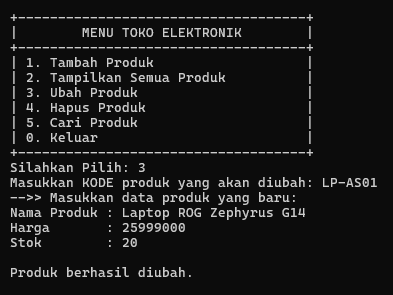 +------------------------------------+
|        MENU TOKO ELEKTRONIK        |
+------------------------------------+
| 1. Tambah Produk                   |
| 2. Tampilkan Semua Produk          |
| 3. Ubah Produk                     |
| 4. Hapus Produk                    |
| 5. Cari Produk                     |
| 0. Keluar                          |
+------------------------------------+
Silahkan Pilih: 3
Masukkan KODE produk yang akan diubah: LP-AS01
-->> Masukkan data produk yang baru:
Nama Produk : Laptop ROG Zephyrus G14
Harga       : 25999000
Stok        : 20

Produk berhasil diubah.